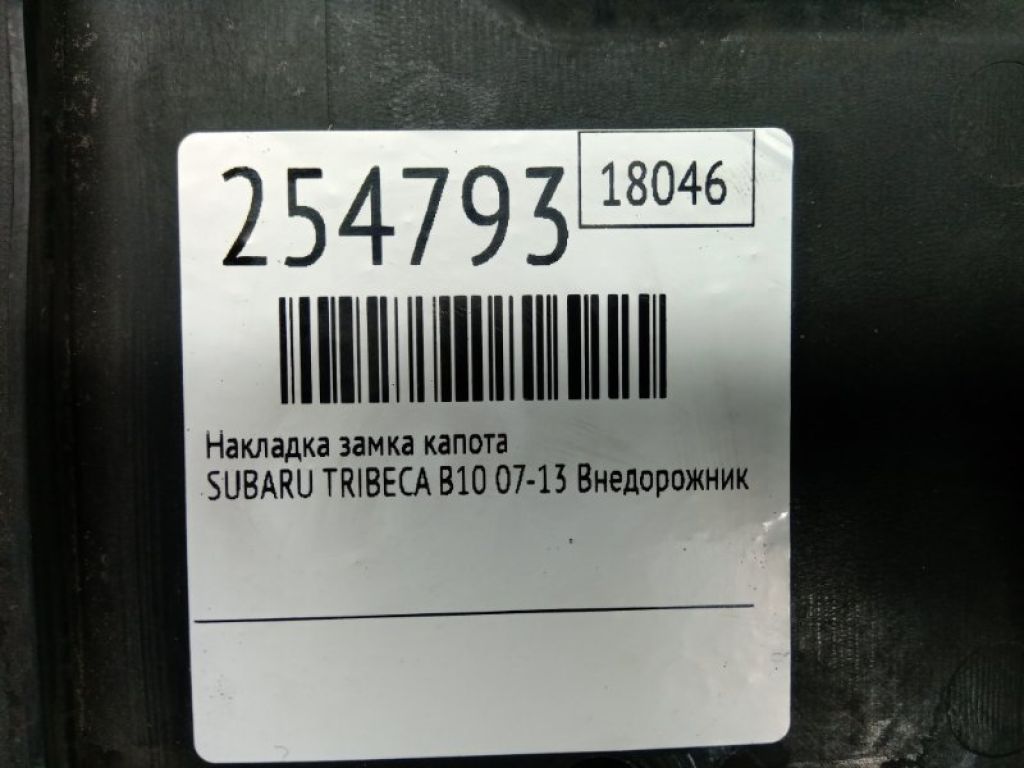 254793
18046
Накладка замка капота
SUBARU TRIBECA B10 07-13 Внедорожник